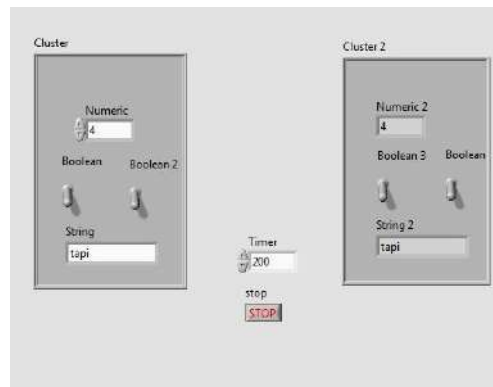 Cluster
Numeric
4
Boolean
Boolean 2
String
tapi
Timer
200
stop
STOP
Cluster 2
Numeric 2
4
Boolean 3
Boolean
String 2
tapi